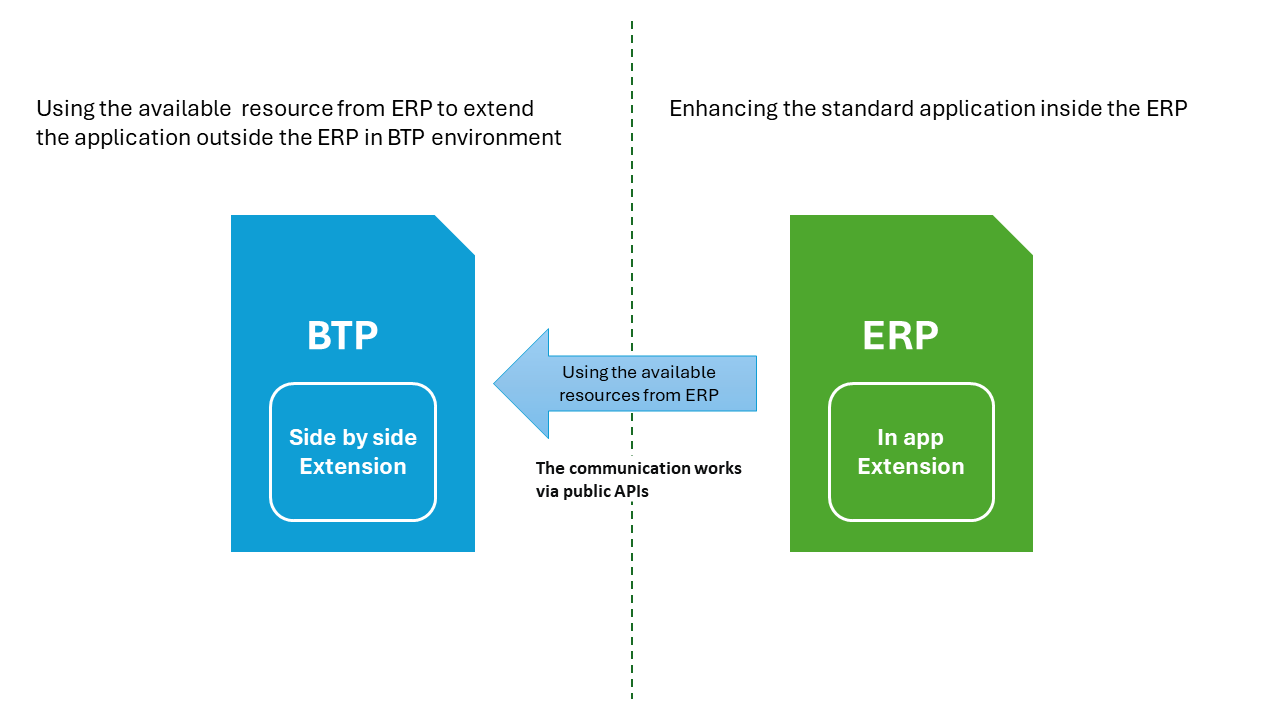 Using the available resource from ERP to extend
the application outside the ERP in BTP environment
Enhancing the standard application inside the ERP
BTP
Side by side
Extension
Using the available
resources from ERP
The communication works
via public APIs
ERP
In app
Extension